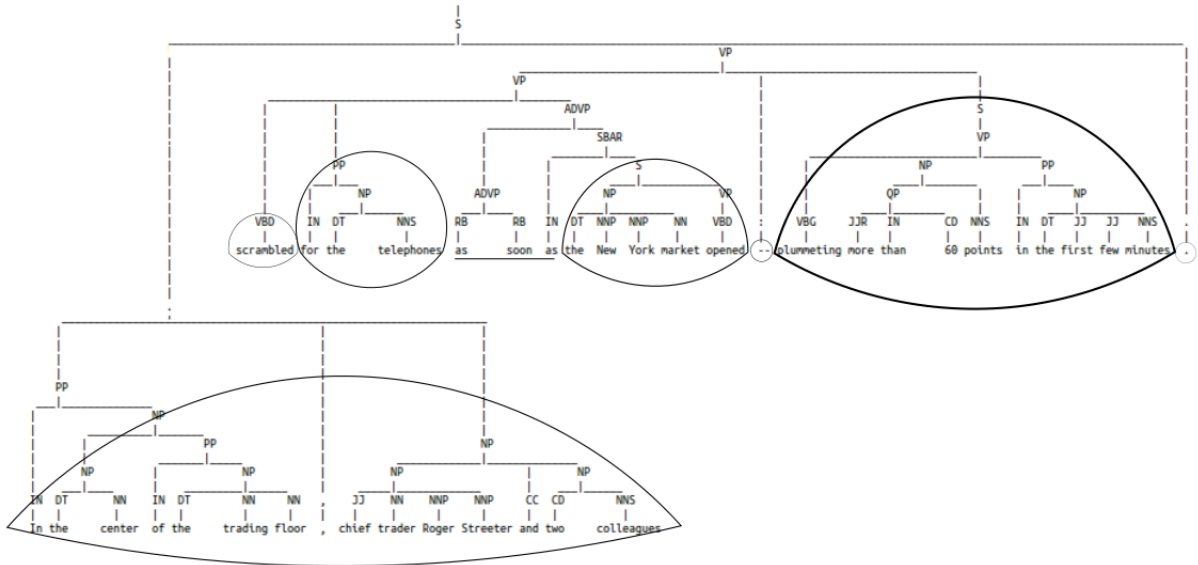 S
VP
VP S
ADVP
SBAR VP
PP S NP PP
NP ADVP NP VP QP NP
VBD IN DT NNS RB RB IN DT NNP NNP NN VBD : VBG JJR IN CD NNS IN DT JJ JJ NNS .
scrambled for the telephones as soon as the New York market opened -- plummeting more than 60 points in the first few minutes .
;
PP
NP
PP NP
NP NP NP NP
IN DT NN IN DT NN NN , JJ NN NNP NNP CC CD NNS
In the center of the trading floor , chief trader Roger Streeter and two colleagues